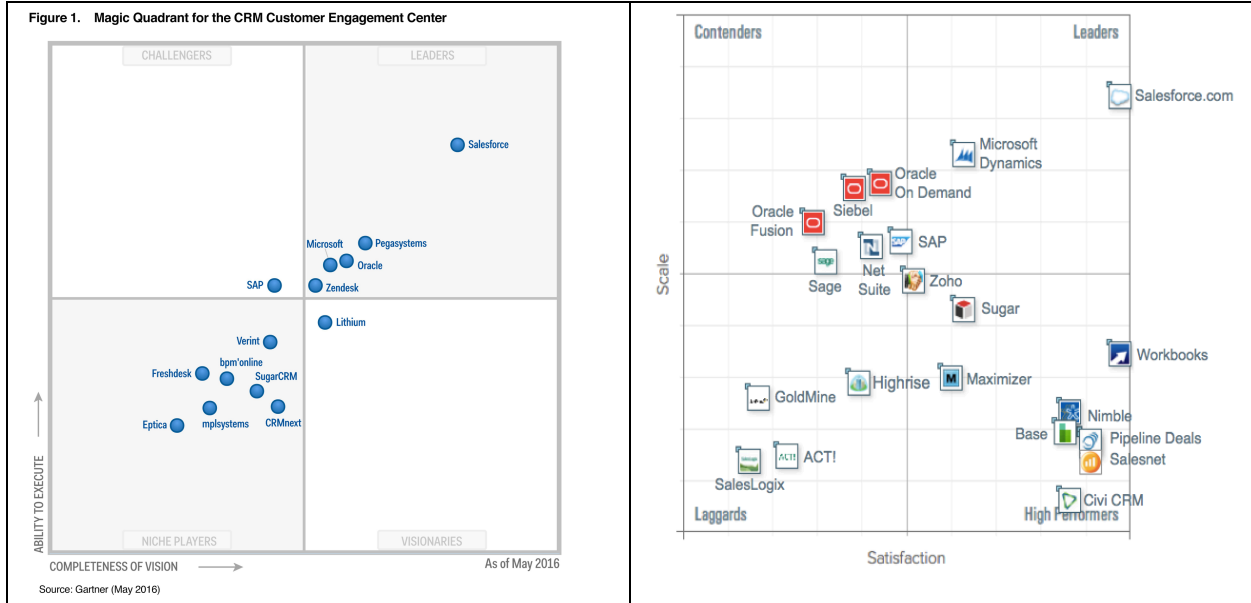 Figure 1. Magic Quadrant for the CRM Customer Engagement Center
CHALLENGERS
LEADERS
Salesforce
Microsoft
Pegasystems
Oracle
SAP
Zendesk
Lithium
Verint
bpm'online
Freshdesk
SugarCRM
Eptica
mplsystems
CRMnext
NICHE PLAYERS
VISIONARIES
ABILITY TO EXECUTE
COMPLETENESS OF VISION
As of May 2016
Source: Gartner (May 2016)
Contenders
Leaders
Salesforce.com
Microsoft
Dynamics
Oracle
On Demand
Siebel
Oracle
Fusion
SAP
SAP
Net
Suite
sage
Sage
Zoho
Sugar
Scale
Workbooks
Highrise
M
Maximizer
GoldMine
Nimble
Base
Pipeline Deals
Salesnet
ACT!
ACT!
SalesLogix
Civi CRM
Laggards
High Performers
Satisfaction